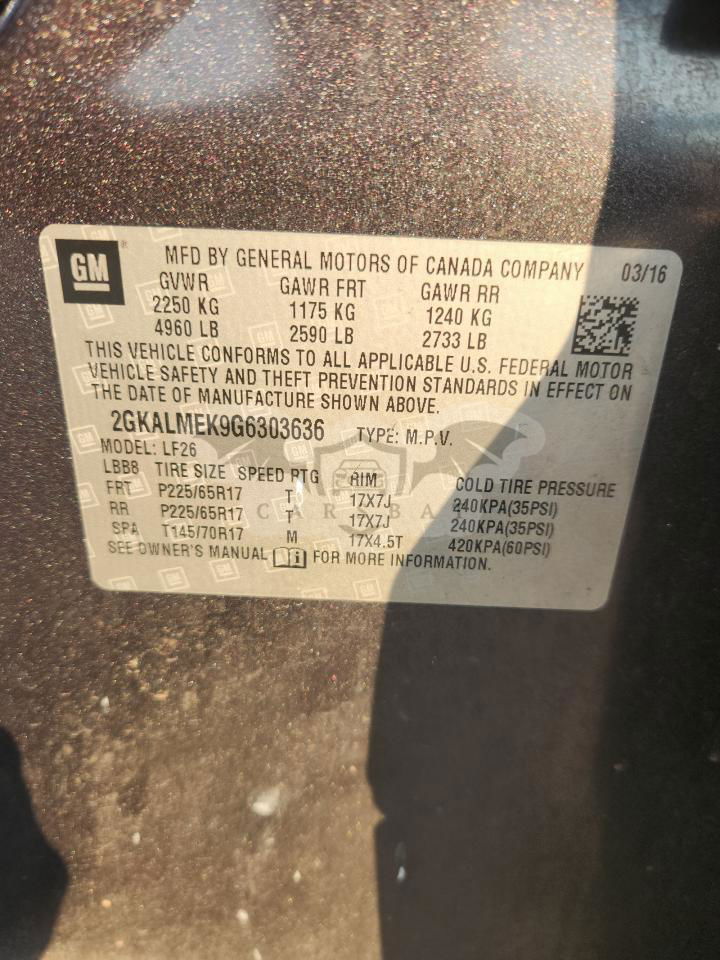 GM
MFD BY GENERAL MOTORS OF CANADA COMPANY 03/16
GVWR GAWR FRT GAWR RR
2250 KG 1175 KG 1240 KG
4960 LB 2590 LB 2733 LB
THIS VEHICLE CONFORMS TO ALL APPLICABLE U.S. FEDERAL MOTOR
VEHICLE SAFETY AND THEFT PREVENTION STANDARDS IN EFFECT ON
THE DATE OF MANUFACTURE SHOWN ABOVE.
2GKALMEK9G6303636 TYPE: M.P.V.
MODEL: LF26
LBB8 TIRE SIZE SPEED RTG RIM COLD TIRE PRESSURE
FRT P225/65R17 T 17X7J 240KPA(35PSI)
RR P225/65R17 T 17X7J 240KPA(35PSI)
SPA T145/70R17 M 17X4.5T 420KPA(60PSI)
SEE OWNER'S MANUAL FOR MORE INFORMATION.